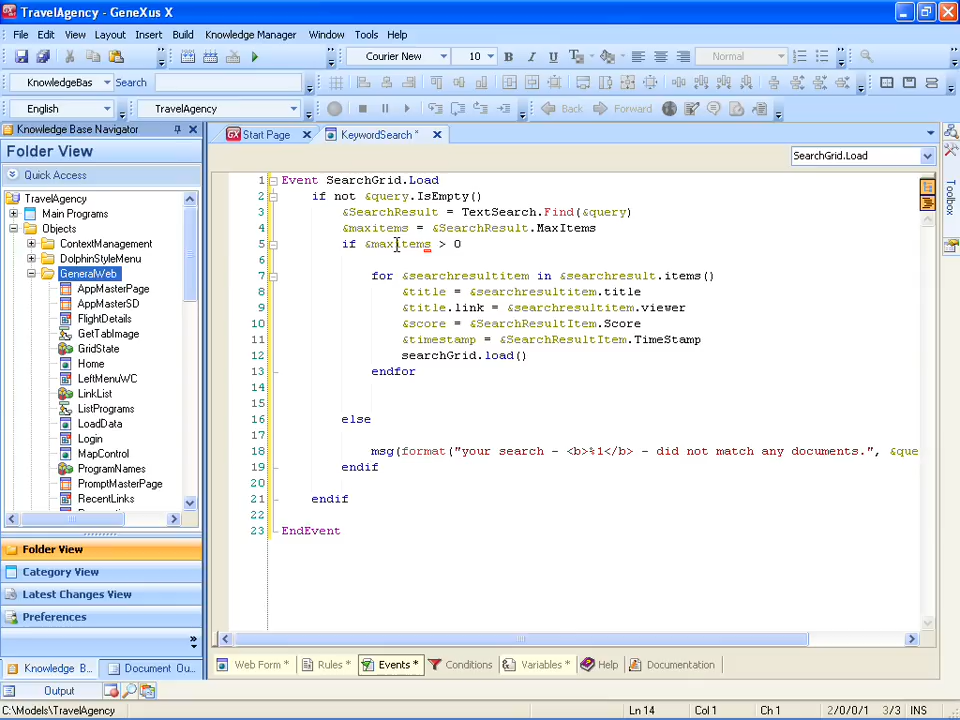 TravelAgency - GeneXus X
File Edit View Layout Insert Build Knowledge Manager Window Tools Help
Courier New 10 B I U Normal
KnowledgeBas Search
English TravelAgency Back Forward
Knowledge Base Navigator
Start Page KeywordSearch *
Folder View
SearchGrid.Load
Quick Access
TravelAgency
Main Programs
Objects
ContextManagement
DolphinStyleMenu
GeneralWeb
AppMasterPage
AppMasterSD
FlightDetails
GetTabImage
GridState
Home
LeftMenuWC
LinkList
ListPrograms
LoadData
Login
MapControl
ProgramNames
PromptMasterPage
RecentLinks
Folder View
Category View
Latest Changes View
Preferences
Knowledge B... Document Ou...
1 Event SearchGrid.Load
2 if not &query.IsEmpty()
3 &SearchResult = TextSearch.Find(&query)
4 &maxitems = &SearchResult.MaxItems
5 if &maxitems > 0
6
7 for &searchresultitem in &searchresult.items()
8 &title = &searchresultitem.title
9 &title.link = &searchresultitem.viewer
10 &score = &SearchResultItem.Score
11 &timestamp = &SearchResultItem.TimeStamp
12 searchGrid.load()
13 endfor
14
15
16 else
17
18 msg(format("your search - <b>%1</b> - did not match any documents.", &que
19 endif
20
21 endif
22
23 EndEvent
Toolbox
Web Form * Rules * Events * Conditions Variables * Help Documentation
Output
C:\Models\TravelAgency Ln 14 Col 1 Ch 1 2/0/0/1 3/3 INS